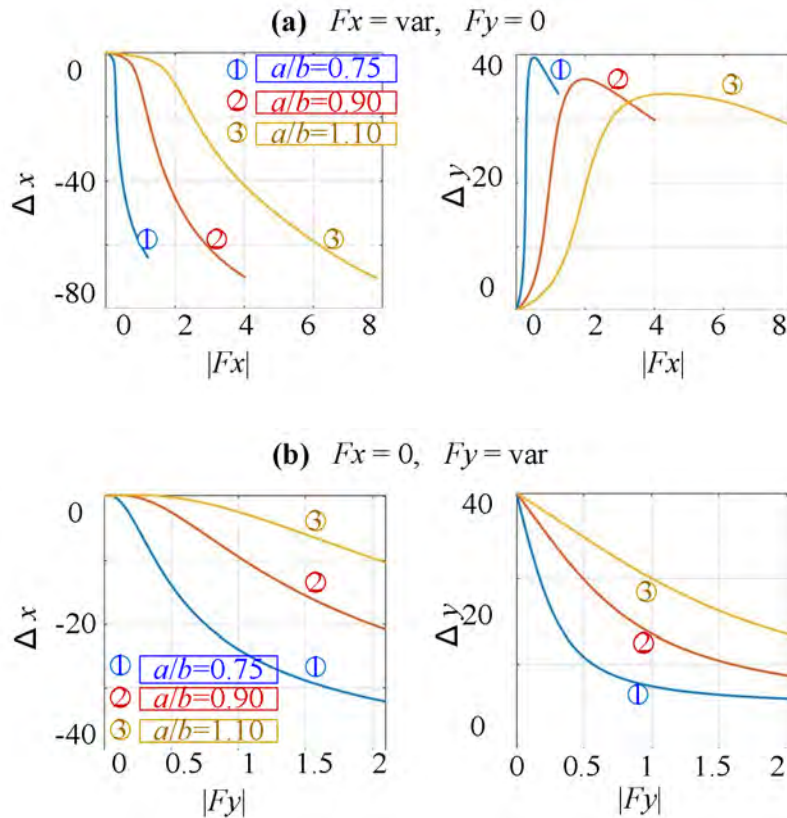 (a) Fx = var, Fy = 0
0
-40
-80
Δ x
① a/b=0.75
② a/b=0.90
③ a/b=1.10
①
②
③
0 2 4 6 8
|Fx|
40
20
0
Δ y
①
②
③
0 2 4 6 8
|Fx|
(b) Fx = 0, Fy = var
0
-20
-40
Δ x
③
②
①
① a/b=0.75
② a/b=0.90
③ a/b=1.10
0 0.5 1 1.5 2
|Fy|
40
20
0
Δ y
③
②
①
0 0.5 1 1.5 2
|Fy|